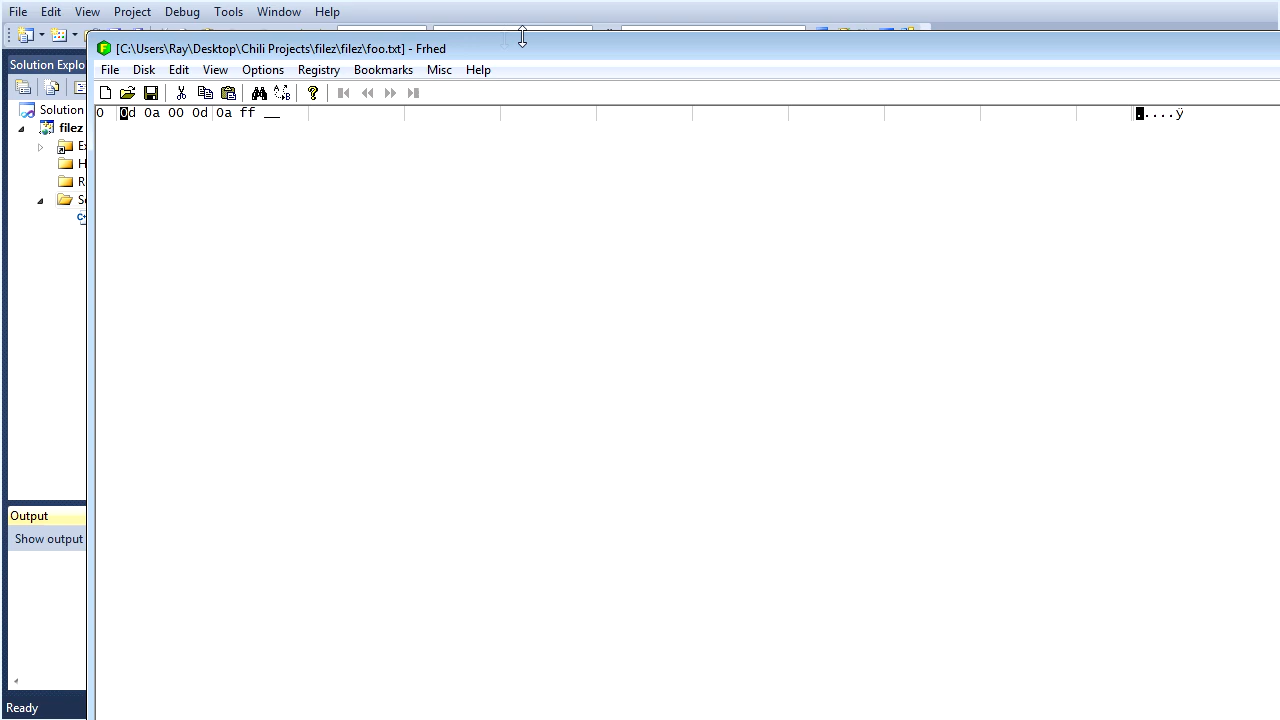 File Edit View Project Debug Tools Window Help
[C:\Users\Ray\Desktop\Chili Projects\filez\filez\foo.txt] - Frhed
Solution Explo
File Disk Edit View Options Registry Bookmarks Misc Help
0 0d 0a 00 0d 0a ff __ .....ÿ
Solution
filez
Ex
H
R
So
Output
Show output
Ready